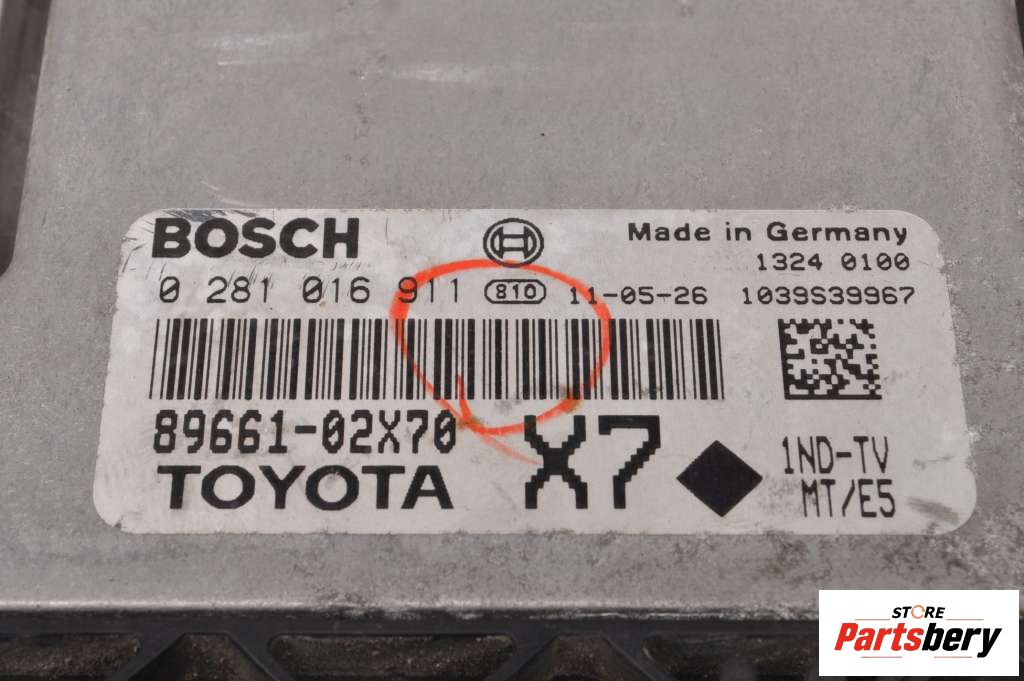 BOSCH
Made in Germany
1324 0100
0 281 016 911 810 11-05-26 1039S39967
89661-02X70
TOYOTA
X7
1ND-TV
MT/E5
STORE
Partsbery